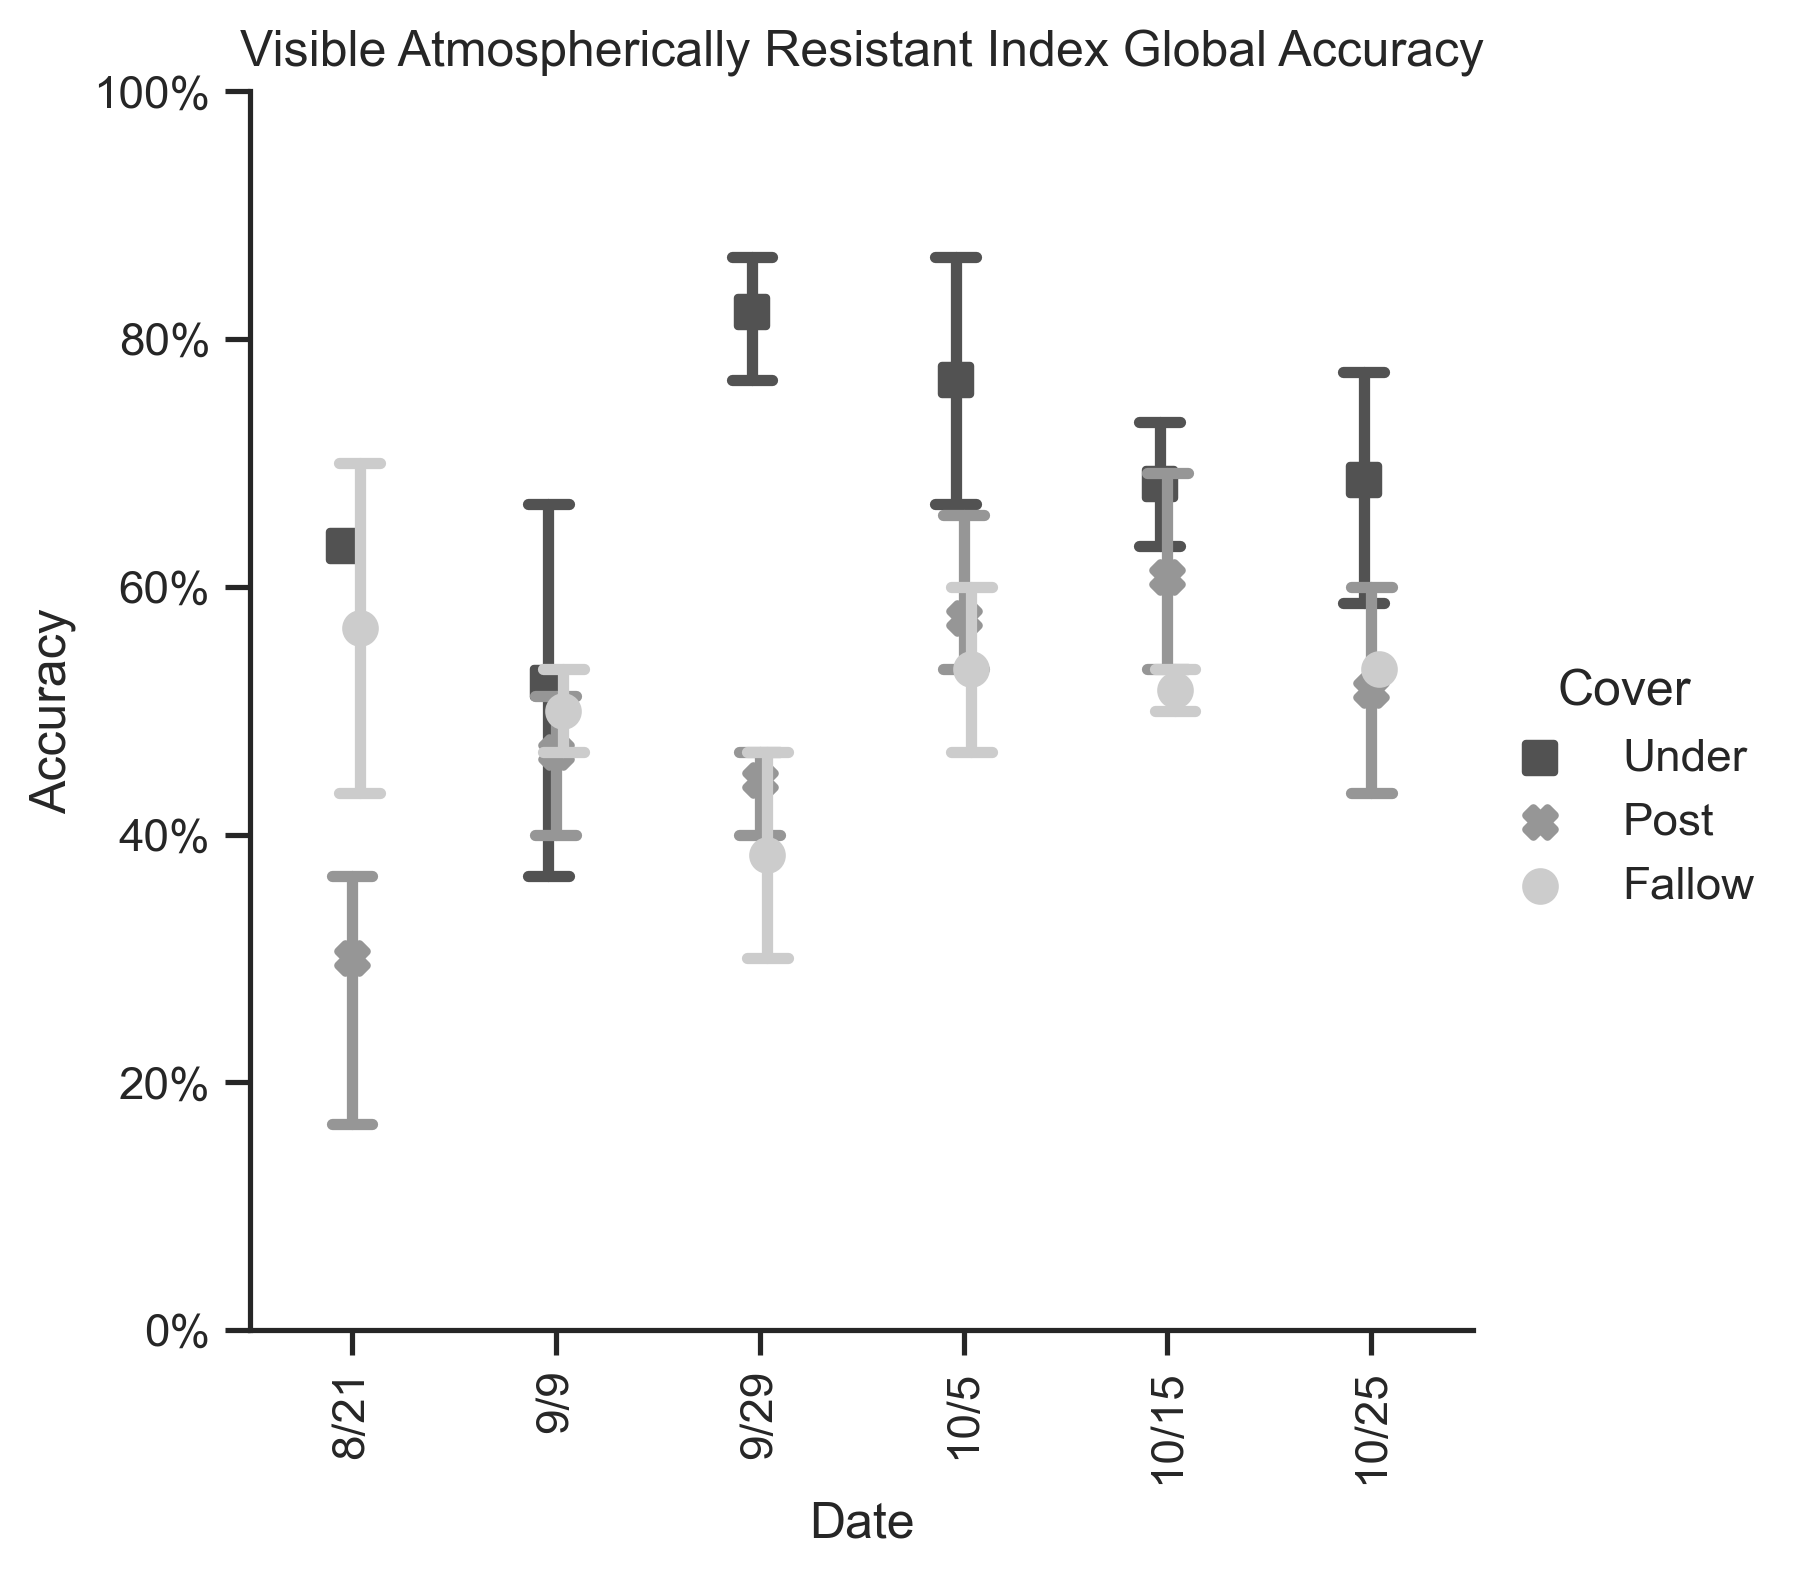 Visible Atmospherically Resistant Index Global Accuracy
100%
80%
60%
40%
20%
0%
Accuracy
8/21
9/9
9/29
10/5
10/15
10/25
Date
Cover
Under
Post
Fallow